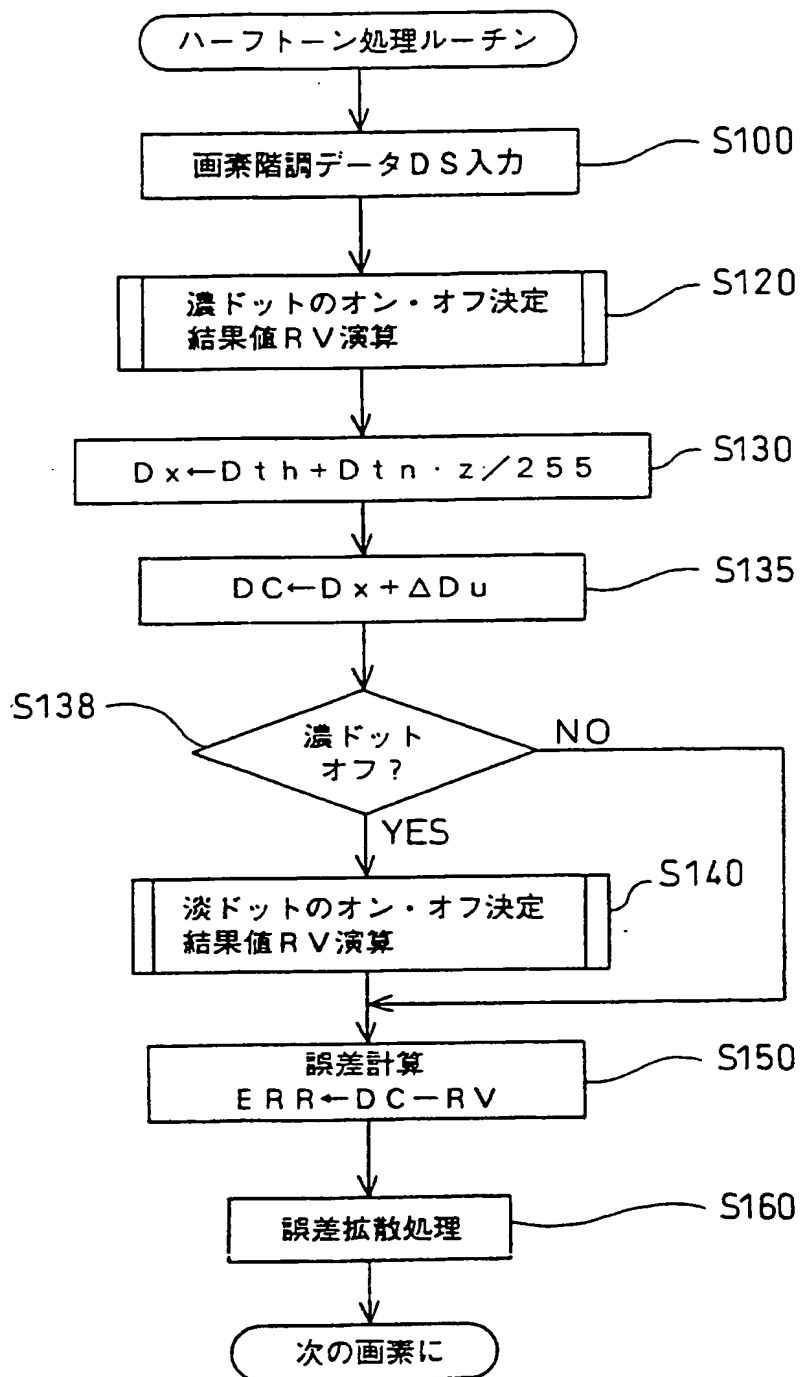 ハーフトーン処理ルーチン
S100
画素階調データDS入力
S120
濃ドットのオン・オフ決定
結果値RV演算
S130
Dx←Dth+Dtn・z/255
S135
DC←Dx+ΔDu
S138
濃ドット
オフ?
NO
YES
S140
淡ドットのオン・オフ決定
結果値RV演算
S150
誤差計算
ERR←DC−RV
S160
誤差拡散処理
次の画素に